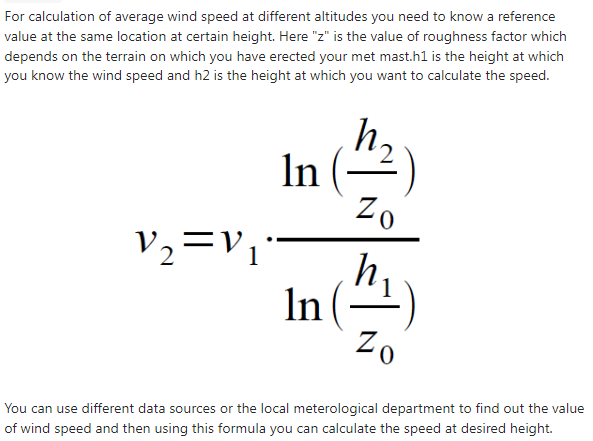 For calculation of average wind speed at different altitudes you need to know a reference
value at the same location at certain height. Here "z" is the value of roughness factor which
depends on the terrain on which you have erected your met mast.h1 is the height at which
you know the wind speed and h2 is the height at which you want to calculate the speed.
v₂=v₁· ln (h₂/z₀) / ln (h₁/z₀)
You can use different data sources or the local meterological department to find out the value
of wind speed and then using this formula you can calculate the speed at desired height.